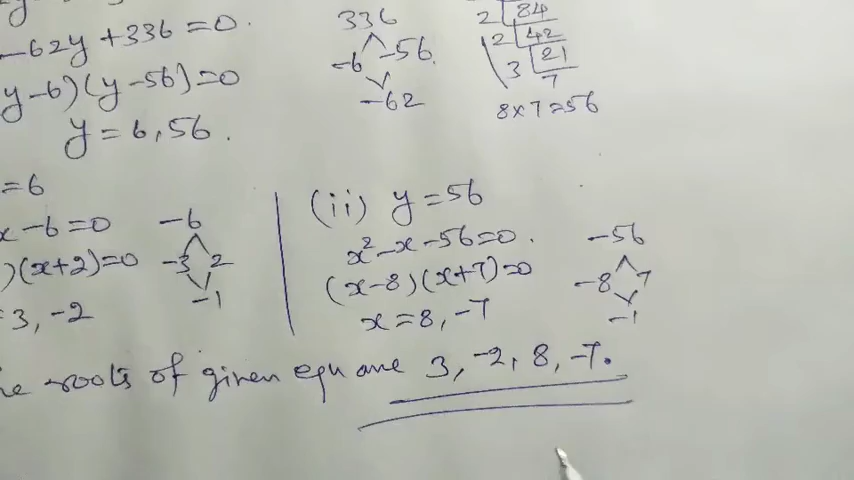 -62y + 336 = 0.
y-6)(y-56)=0
y = 6, 56.
336
-6 -56.
-62
2 84
2 42
3 21
7
8x7=56
=6
x-6=0
)(x+2)=0
=3, -2
-6
-3 2
-1
(ii) y = 56
x²-x-56=0.
(x-8)(x+7)=0
x=8, -7
-56
-8 7
-1
roots of given equ are 3, -2, 8, -7.